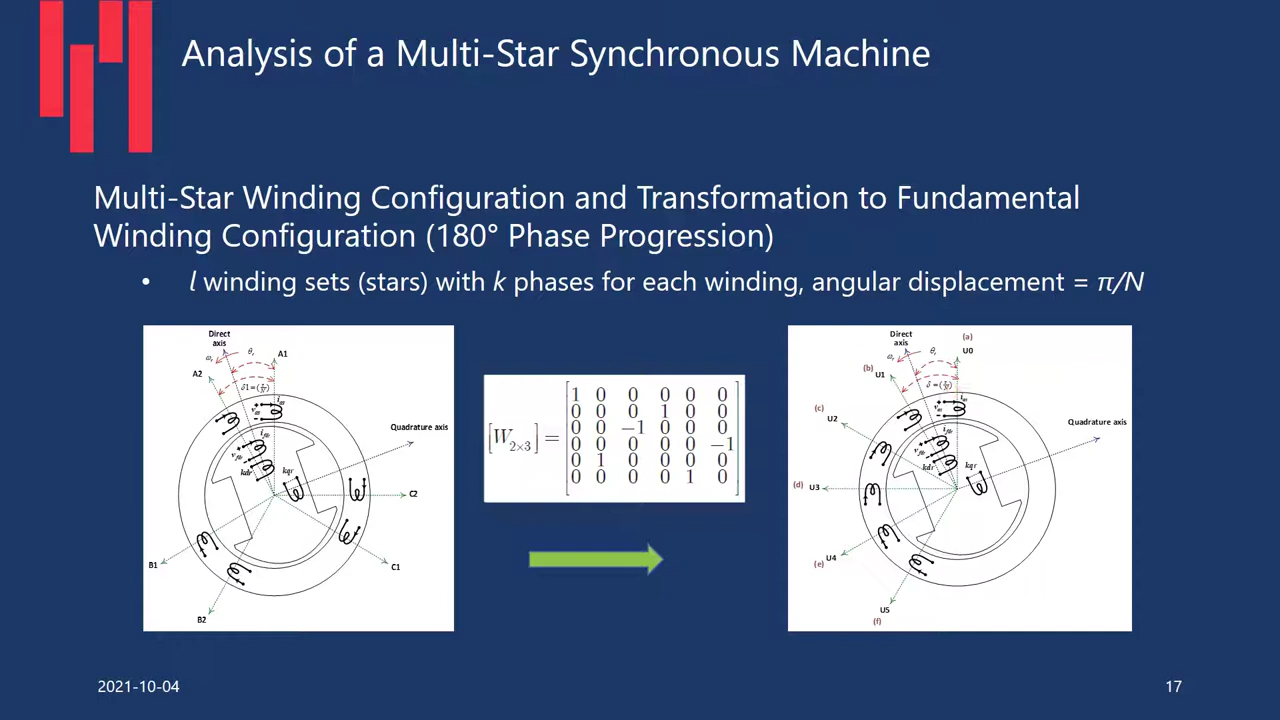 Analysis of a Multi-Star Synchronous Machine
Multi-Star Winding Configuration and Transformation to Fundamental
Winding Configuration (180° Phase Progression)
• l winding sets (stars) with k phases for each winding, angular displacement = π/N
Direct
axis
A1
A2
Quadrature axis
kdr
kqr
C2
B1
C1
B2
[W2×3] =
1 0 0 0 0 0
0 0 0 1 0 0
0 0 −1 0 0 0
0 0 0 0 0 −1
0 1 0 0 0 0
0 0 0 0 1 0
Direct
axis
(a)
U0
(b)
U1
(c)
U2
Quadrature axis
kdr
kqr
(d)
U3
U4
(e)
U5
(f)
2021-10-04
17